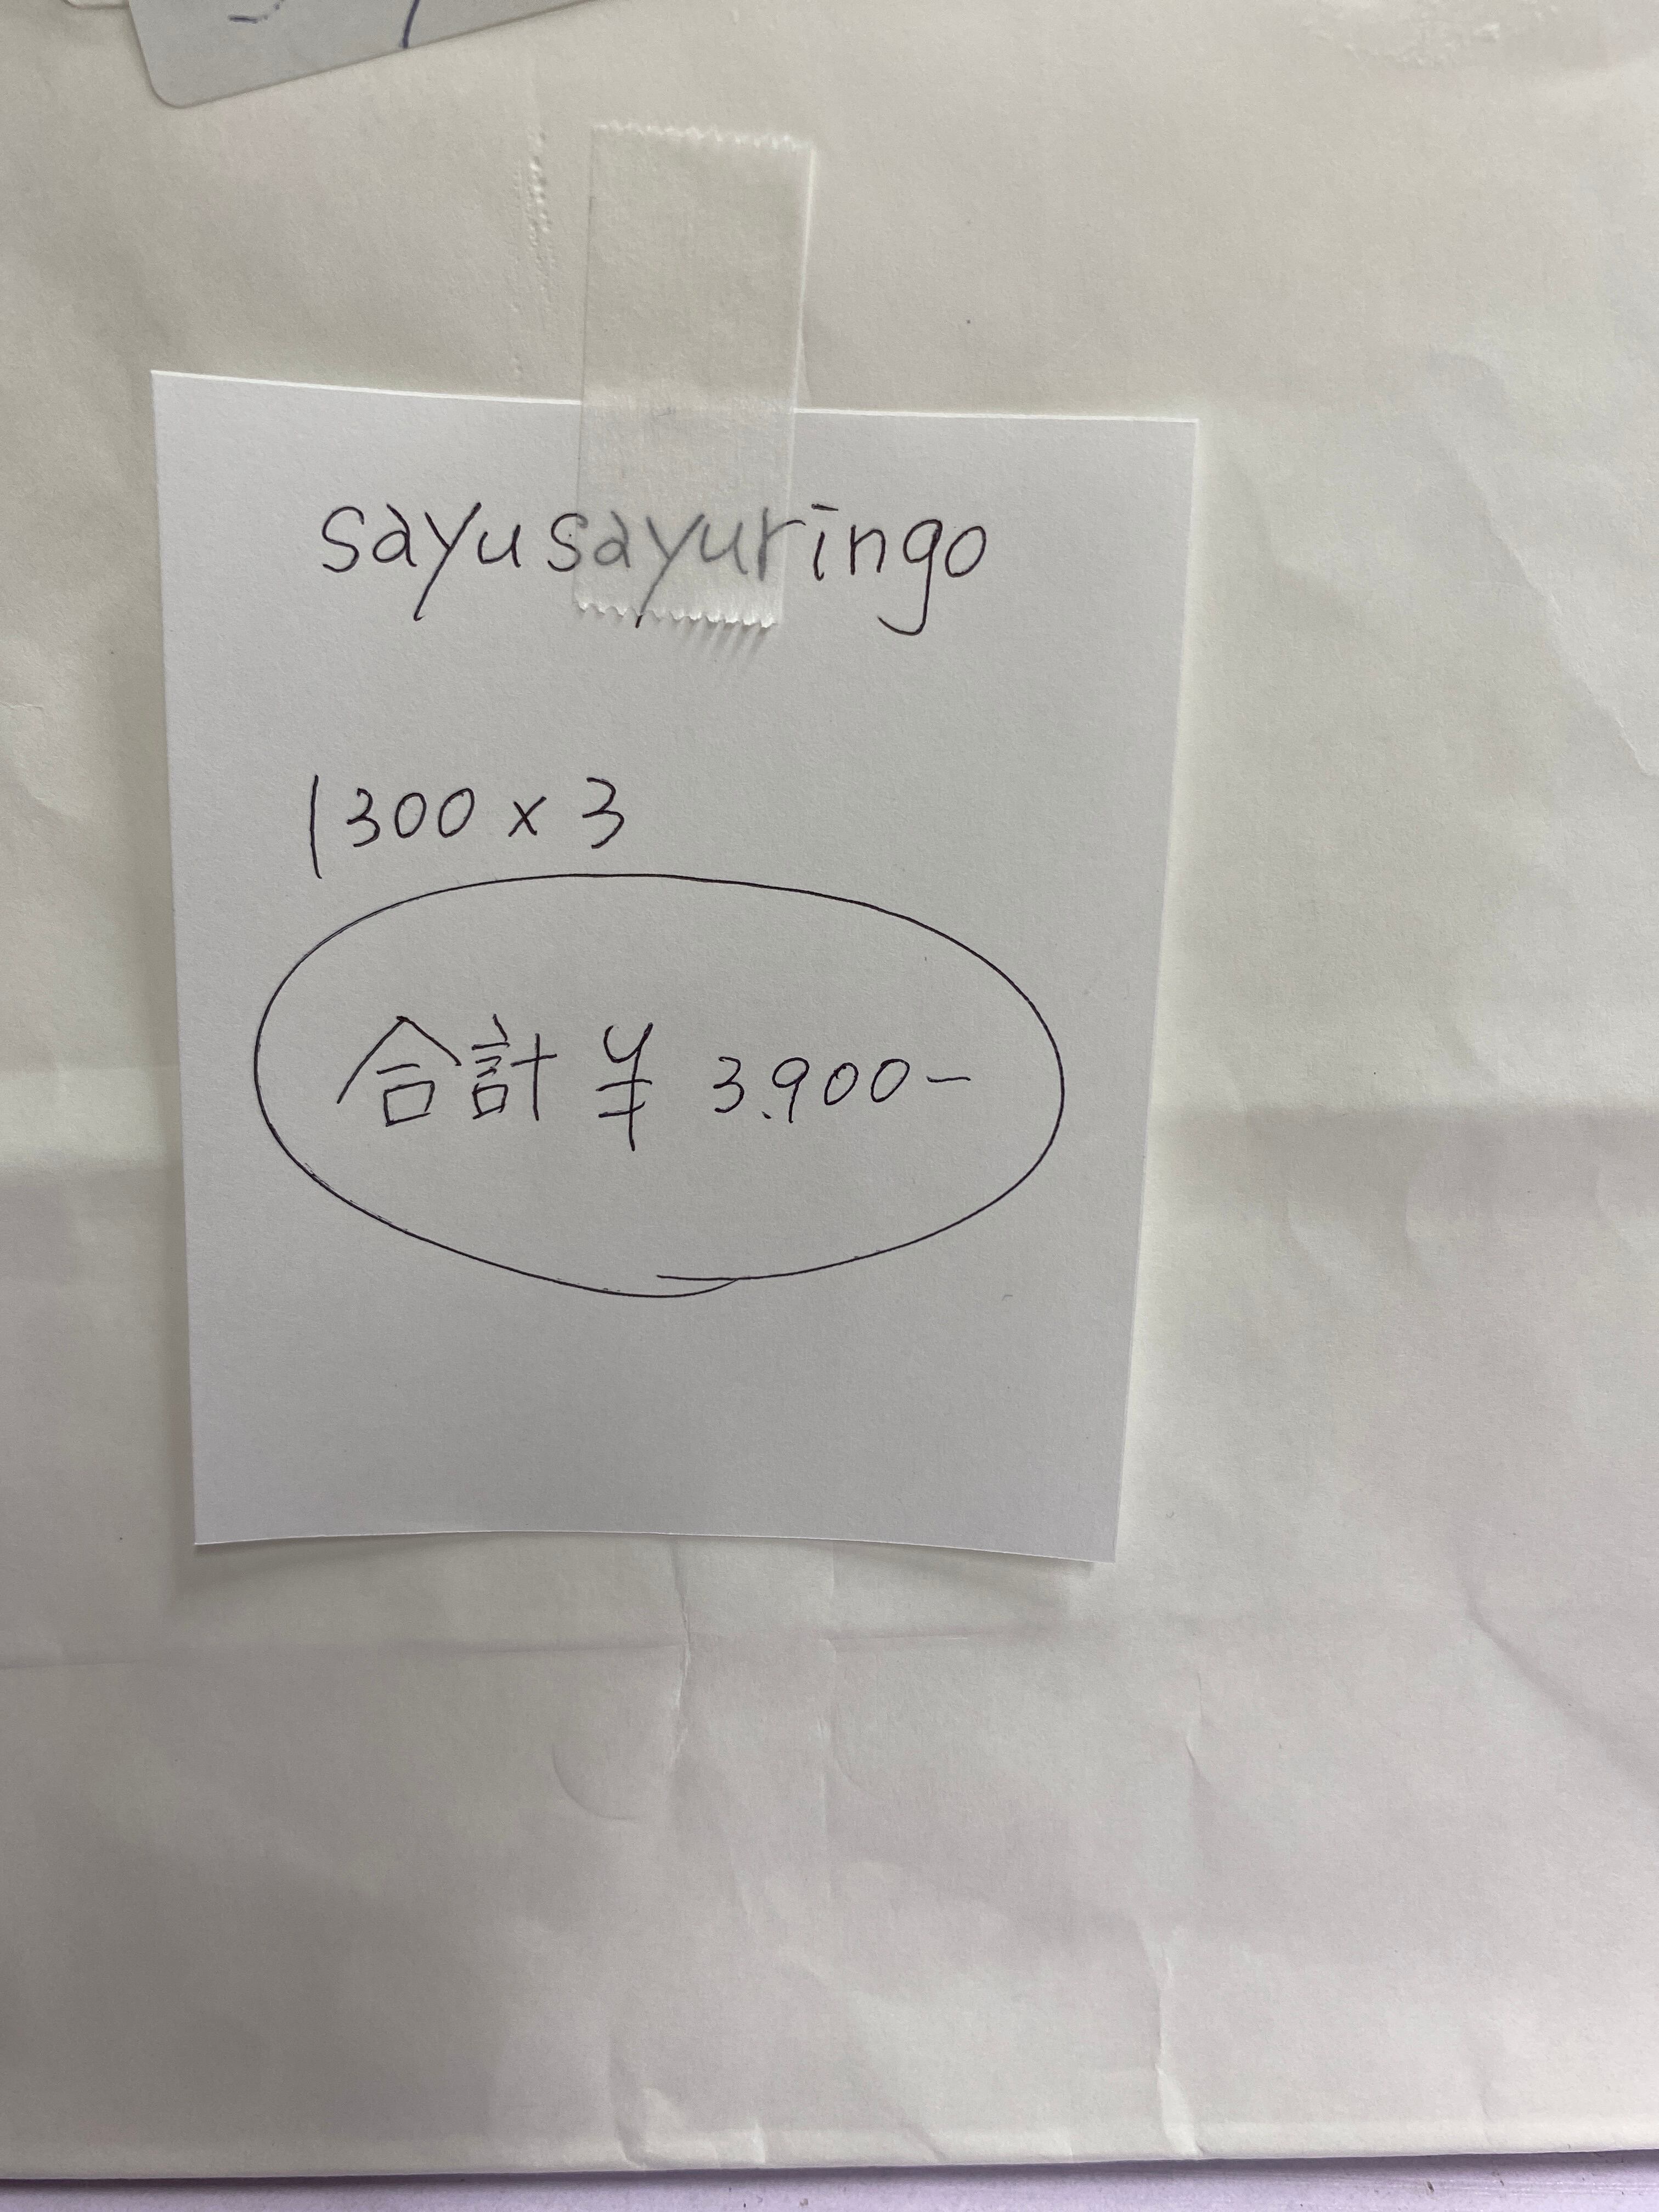 sayusayuringo
1300 x 3
合計 ¥ 3.900-